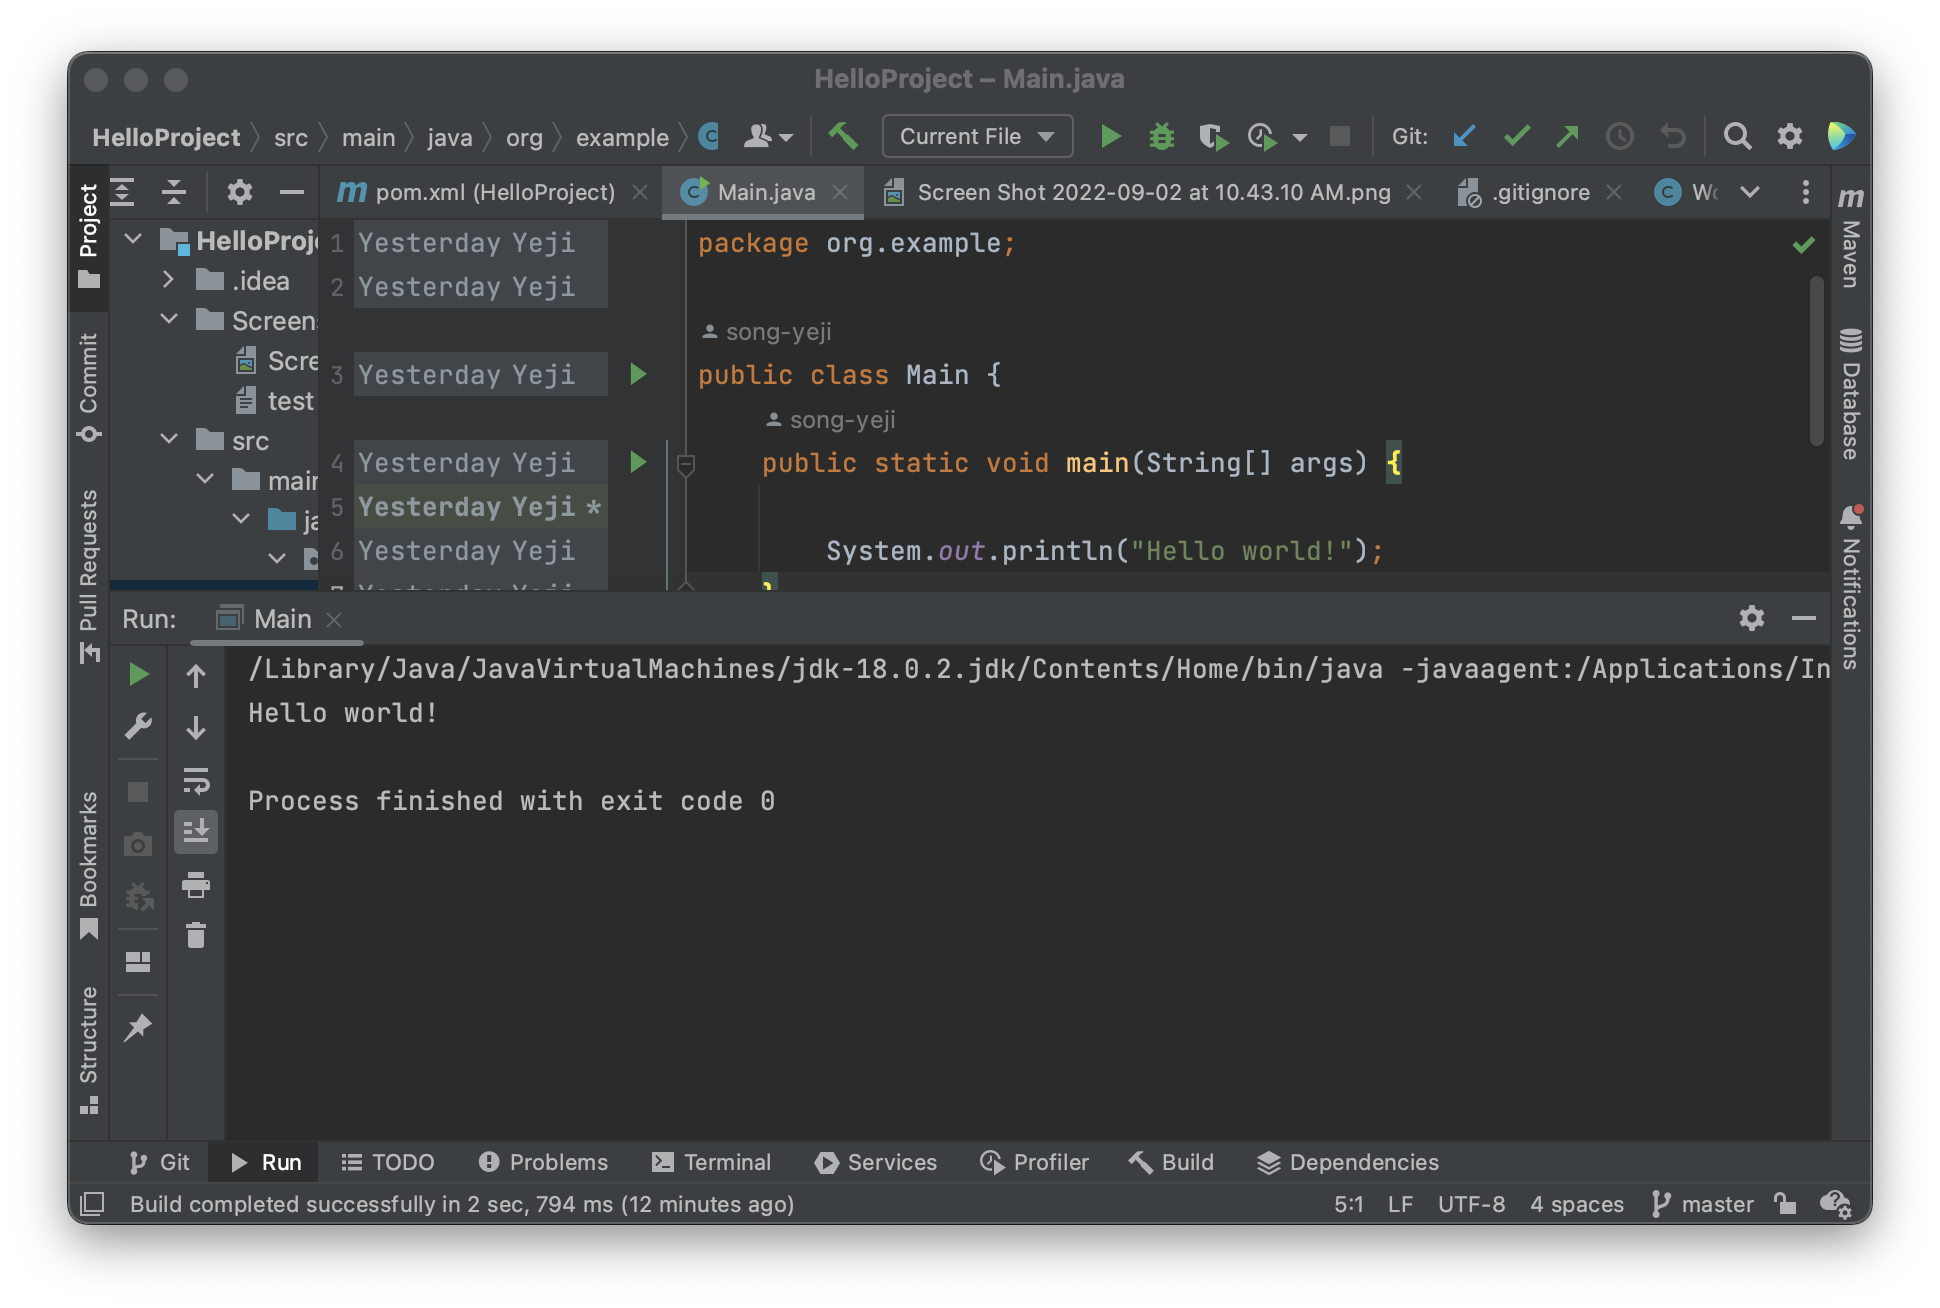 HelloProject – Main.java
HelloProject src main java org example Current File Git:
Project
pom.xml (HelloProject) Main.java Screen Shot 2022-09-02 at 10.43.10 AM.png .gitignore
HelloProj
.idea
Screens
Scre
test
src
main
ja
1 Yesterday Yeji package org.example;
2 Yesterday Yeji
song-yeji
3 Yesterday Yeji public class Main {
song-yeji
4 Yesterday Yeji public static void main(String[] args) {
5 Yesterday Yeji *
6 Yesterday Yeji System.out.println("Hello world!");
}
Commit
Pull Requests
Bookmarks
Structure
Maven
Database
Notifications
Run: Main
/Library/Java/JavaVirtualMachines/jdk-18.0.2.jdk/Contents/Home/bin/java -javaagent:/Applications/In
Hello world!
Process finished with exit code 0
Git Run TODO Problems Terminal Services Profiler Build Dependencies
Build completed successfully in 2 sec, 794 ms (12 minutes ago) 5:1 LF UTF-8 4 spaces master